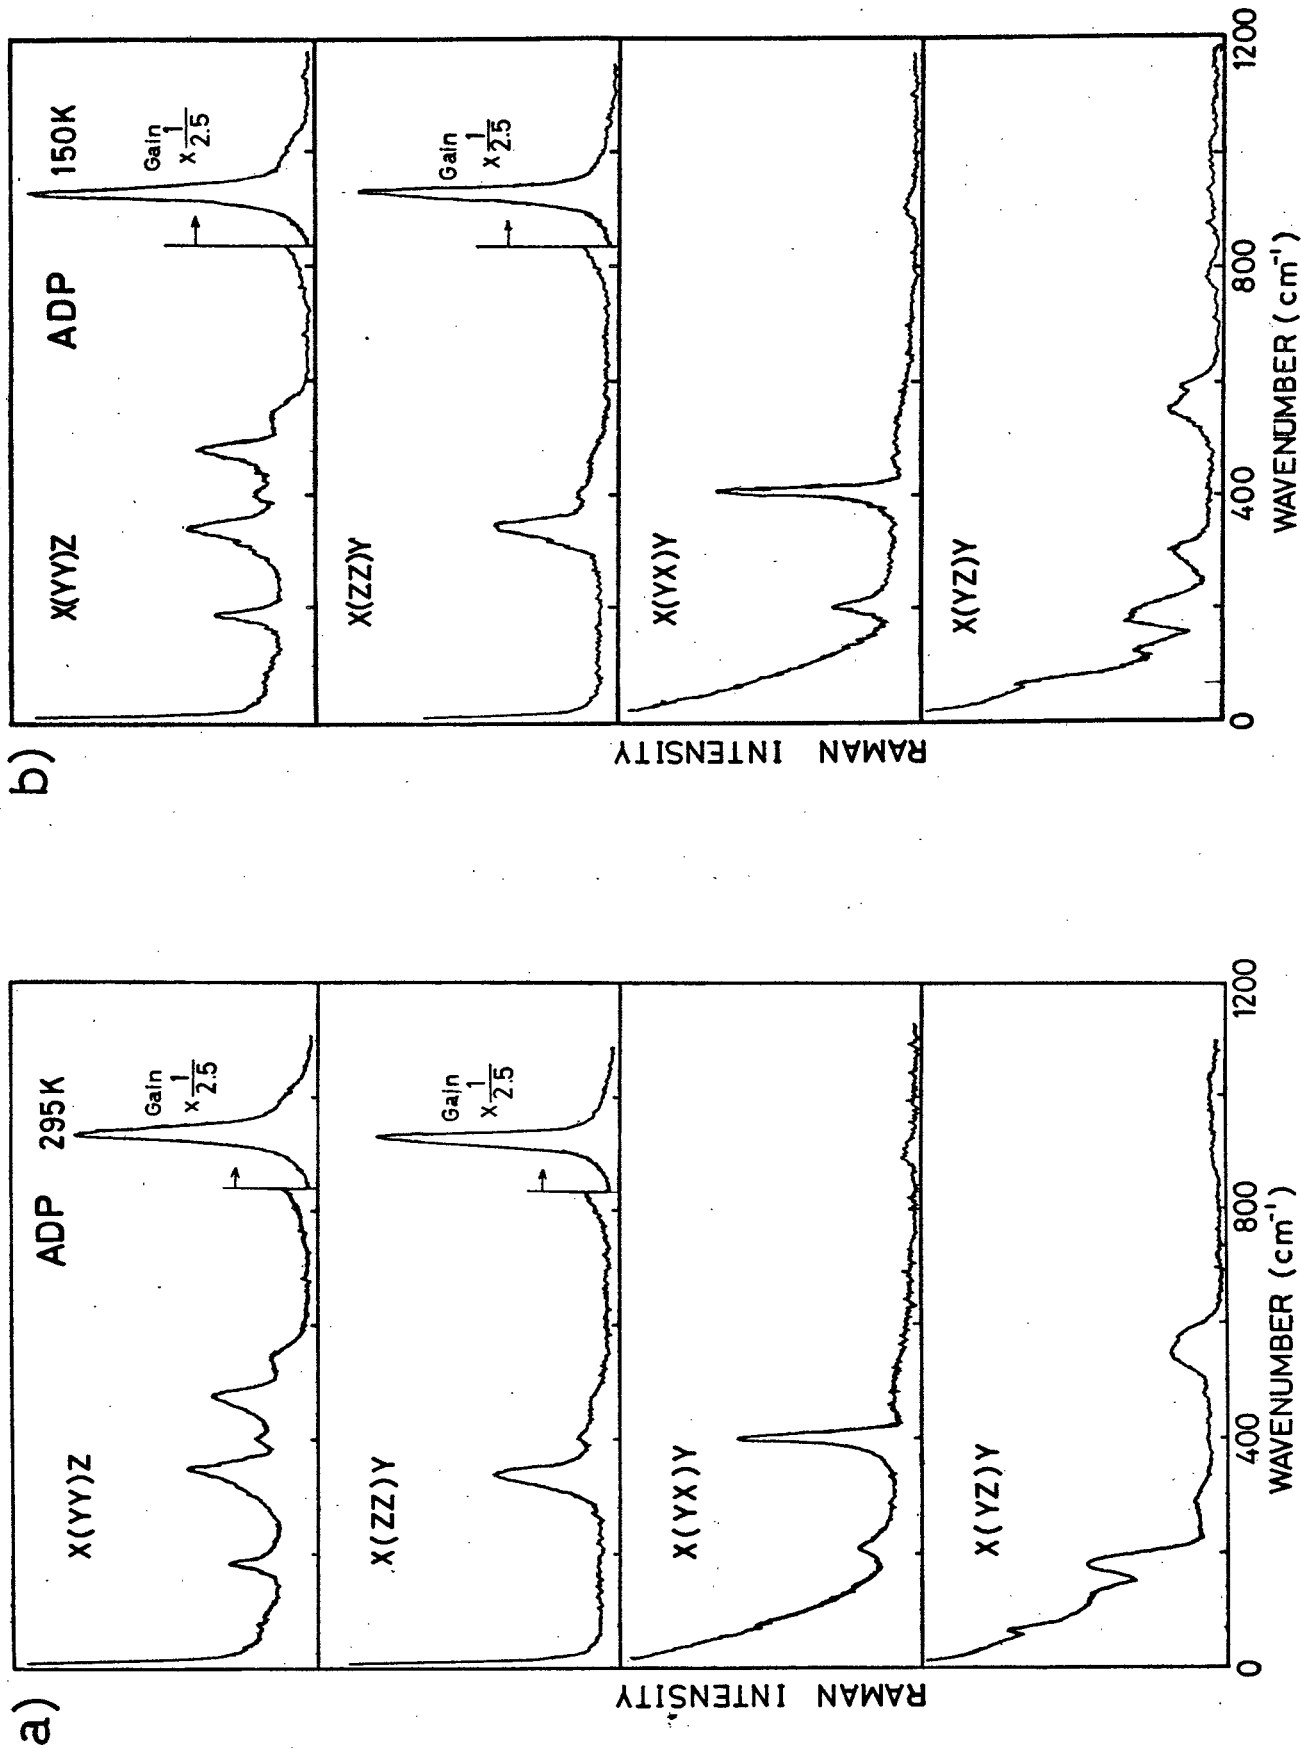 a)
ADP 295K
X(YY)Z
Gain
x 1/2.5
X(ZZ)Y
Gain
x 1/2.5
X(YX)Y
X(YZ)Y
RAMAN INTENSITY
0 400 800 1200
WAVENUMBER (cm⁻¹)
b)
ADP 150K
X(YY)Z
Gain
x 1/2.5
X(ZZ)Y
Gain
x 1/2.5
X(YX)Y
X(YZ)Y
RAMAN INTENSITY
0 400 800 1200
WAVENUMBER (cm⁻¹)